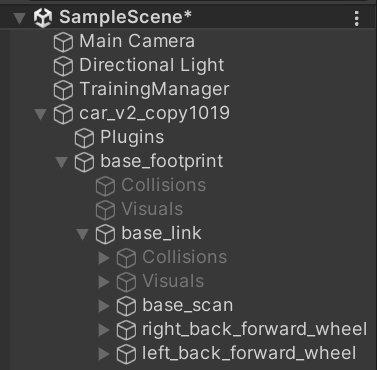 SampleScene*
Main Camera
Directional Light
TrainingManager
car_v2_copy1019
Plugins
base_footprint
Collisions
Visuals
base_link
Collisions
Visuals
base_scan
right_back_forward_wheel
left_back_forward_wheel